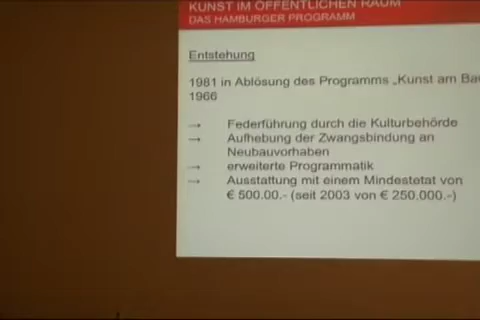 KUNST IM ÖFFENTLICHEN RAUM
DAS HAMBURGER PROGRAMM
Entstehung
1981 in Ablösung des Programms „Kunst am Bau
1966
→ Federführung durch die Kulturbehörde
→ Aufhebung der Zwangsbindung an
Neubauvorhaben
→ erweiterte Programmatik
→ Ausstattung mit einem Mindestetat von
€ 500.00.- (seit 2003 von € 250.000.-)